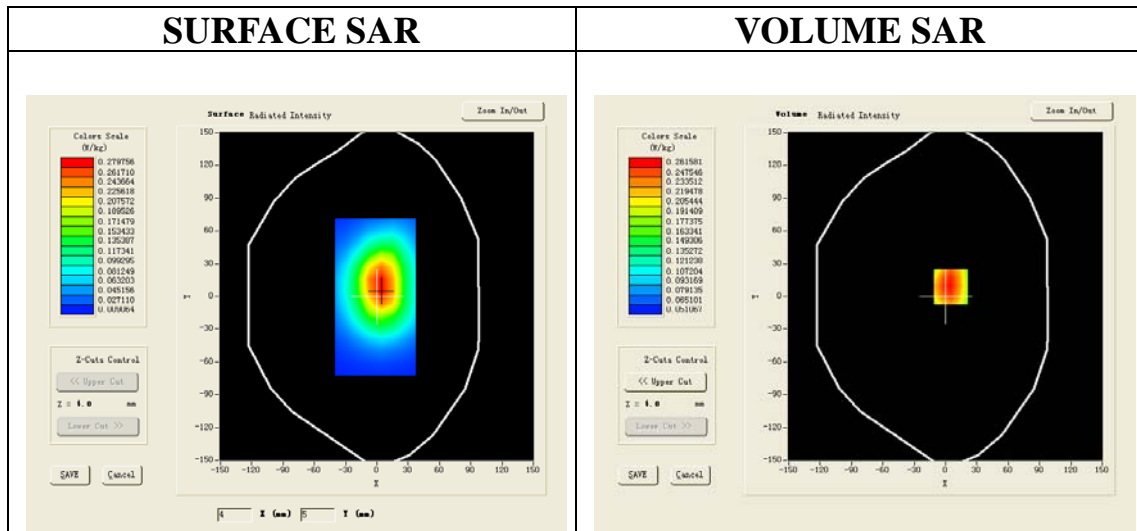 SURFACE SAR
VOLUME SAR
Surface Radiated Intensity
Zoom In/Out
Colors Scale
(W/kg)
0.279756
0.261710
0.243664
0.225618
0.207572
0.189526
0.171479
0.153433
0.135387
0.117341
0.099295
0.081249
0.063203
0.045156
0.027110
0.009064
Z-Cuts Control
<< Upper Cut
Z = 4.0 mm
Lower Cut >>
SAVE
Cancel
150
120
90
60
30
0
-30
-60
-90
-120
-150
Y
-150 -120 -90 -60 -30 0 30 60 90 120 150
X
4 X (mm) 5 Y (mm)
Volume Radiated Intensity
Zoom In/Out
Colors Scale
(W/kg)
0.261581
0.247546
0.233512
0.219478
0.205444
0.191409
0.177375
0.163341
0.149306
0.135272
0.121238
0.107204
0.093169
0.079135
0.065101
0.051067
Z-Cuts Control
<< Upper Cut
Z = 4.0 mm
Lower Cut >>
SAVE
Cancel
150
120
90
60
30
0
-30
-60
-90
-120
-150
Y
-150 -120 -90 -60 -30 0 30 60 90 120 150
X